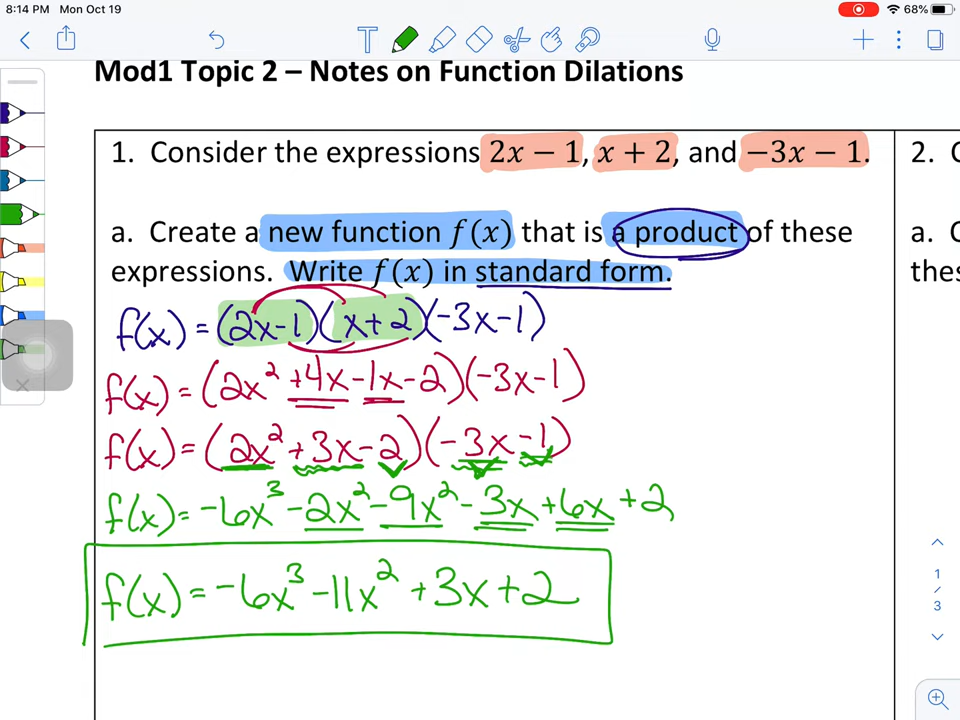 8:14 PM Mon Oct 19 68%
T
Mod1 Topic 2 – Notes on Function Dilations
1. Consider the expressions 2x − 1, x + 2, and −3x − 1.
2. C
a. Create a new function f(x) that is a product of these
a. C
expressions. Write f(x) in standard form.
thes
f(x) = (2x-1)(x+2)(-3x-1)
f(x) = (2x² +4x -1x -2)(-3x-1)
f(x) = (2x² +3x -2)(-3x -1)
f(x) = -6x³ -2x² -9x² -3x +6x +2
f(x) = -6x³ -11x² +3x +2
1
/
3